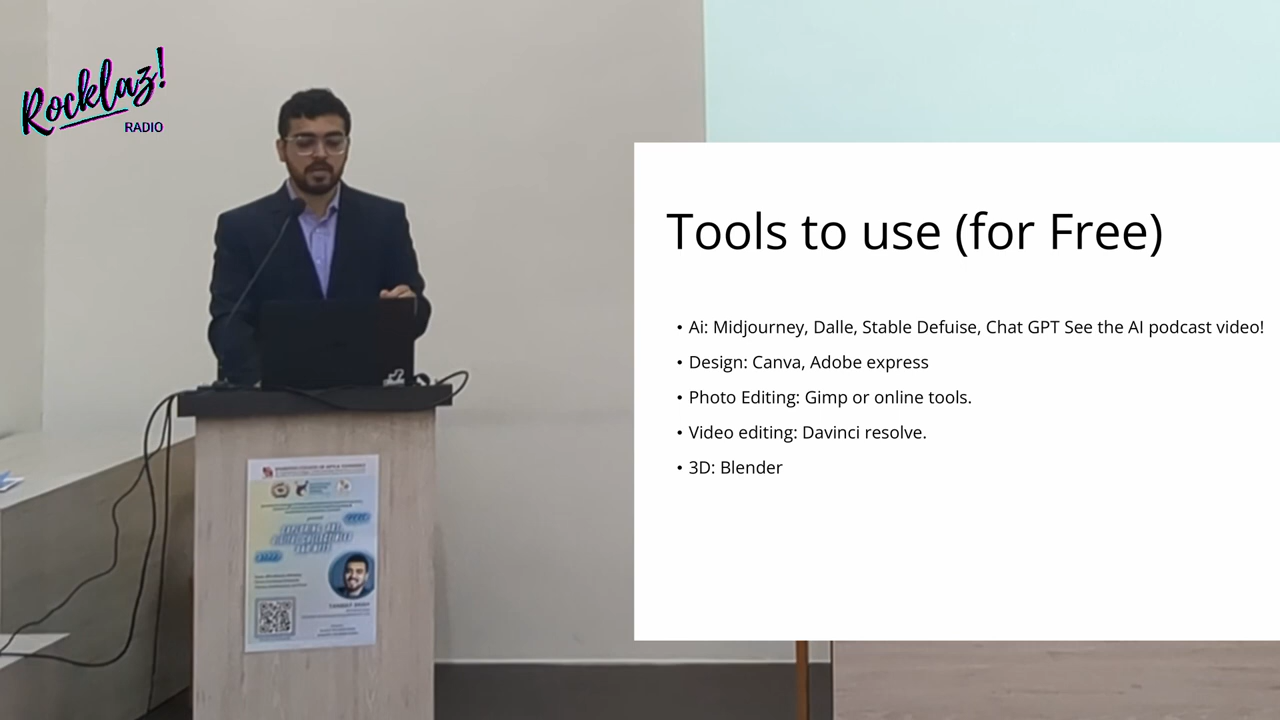 Rocklaz!
RADIO
Tools to use (for Free)
• Ai: Midjourney, Dalle, Stable Defuise, Chat GPT See the AI podcast video!
• Design: Canva, Adobe express
• Photo Editing: Gimp or online tools.
• Video editing: Davinci resolve.
• 3D: Blender